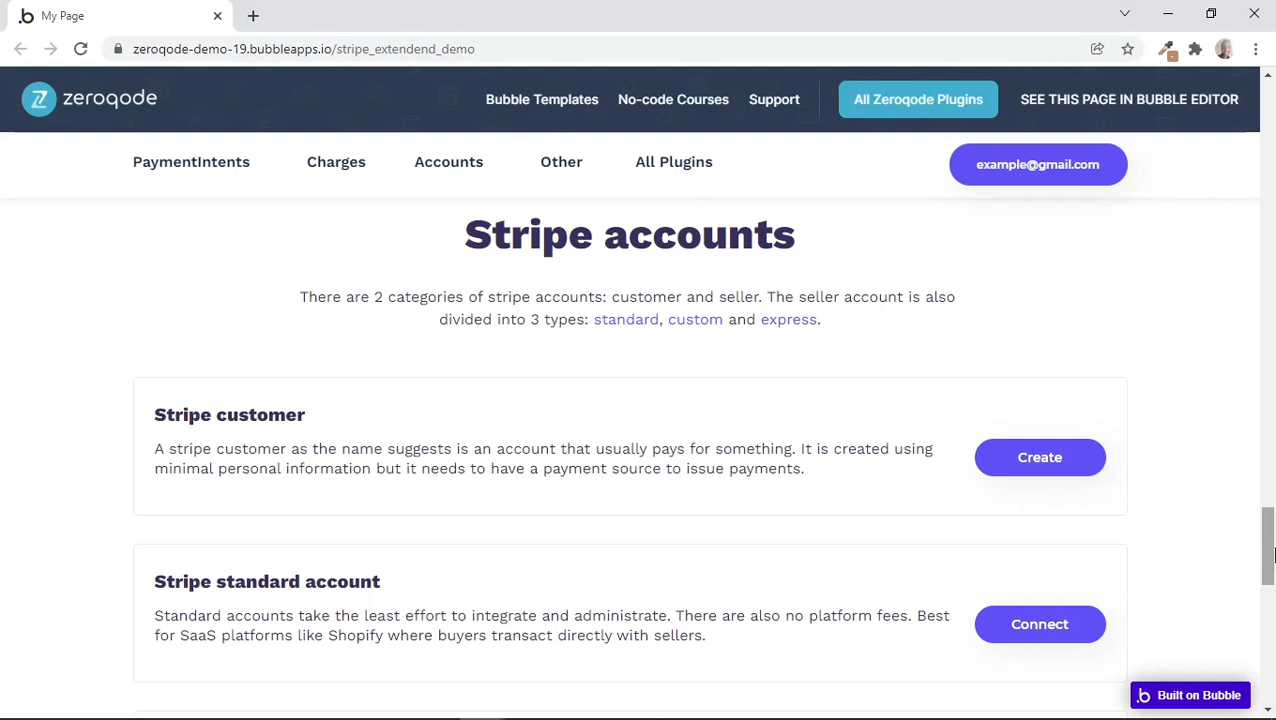 My Page
zeroqode-demo-19.bubbleapps.io/stripe_extendend_demo
zeroqode
Bubble Templates
No-code Courses
Support
All Zeroqode Plugins
SEE THIS PAGE IN BUBBLE EDITOR
PaymentIntents
Charges
Accounts
Other
All Plugins
example@gmail.com
Stripe accounts
There are 2 categories of stripe accounts: customer and seller. The seller account is also
divided into 3 types: standard, custom and express.
Stripe customer
A stripe customer as the name suggests is an account that usually pays for something. It is created using
minimal personal information but it needs to have a payment source to issue payments.
Create
Stripe standard account
Standard accounts take the least effort to integrate and administrate. There are also no platform fees. Best
for SaaS platforms like Shopify where buyers transact directly with sellers.
Connect
Built on Bubble